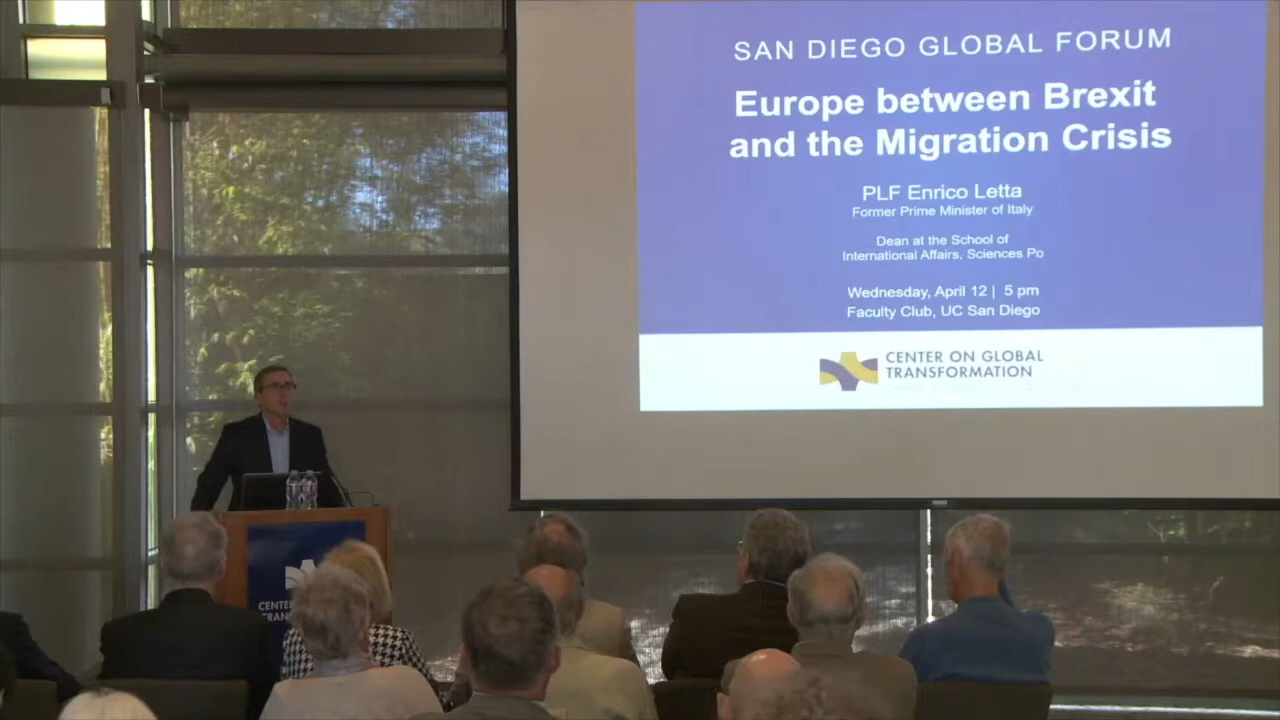 SAN DIEGO GLOBAL FORUM
Europe between Brexit
and the Migration Crisis
PLF Enrico Letta
Former Prime Minister of Italy
Dean at the School of
International Affairs, Sciences Po
Wednesday, April 12 | 5 pm
Faculty Club, UC San Diego
CENTER ON GLOBAL
TRANSFORMATION